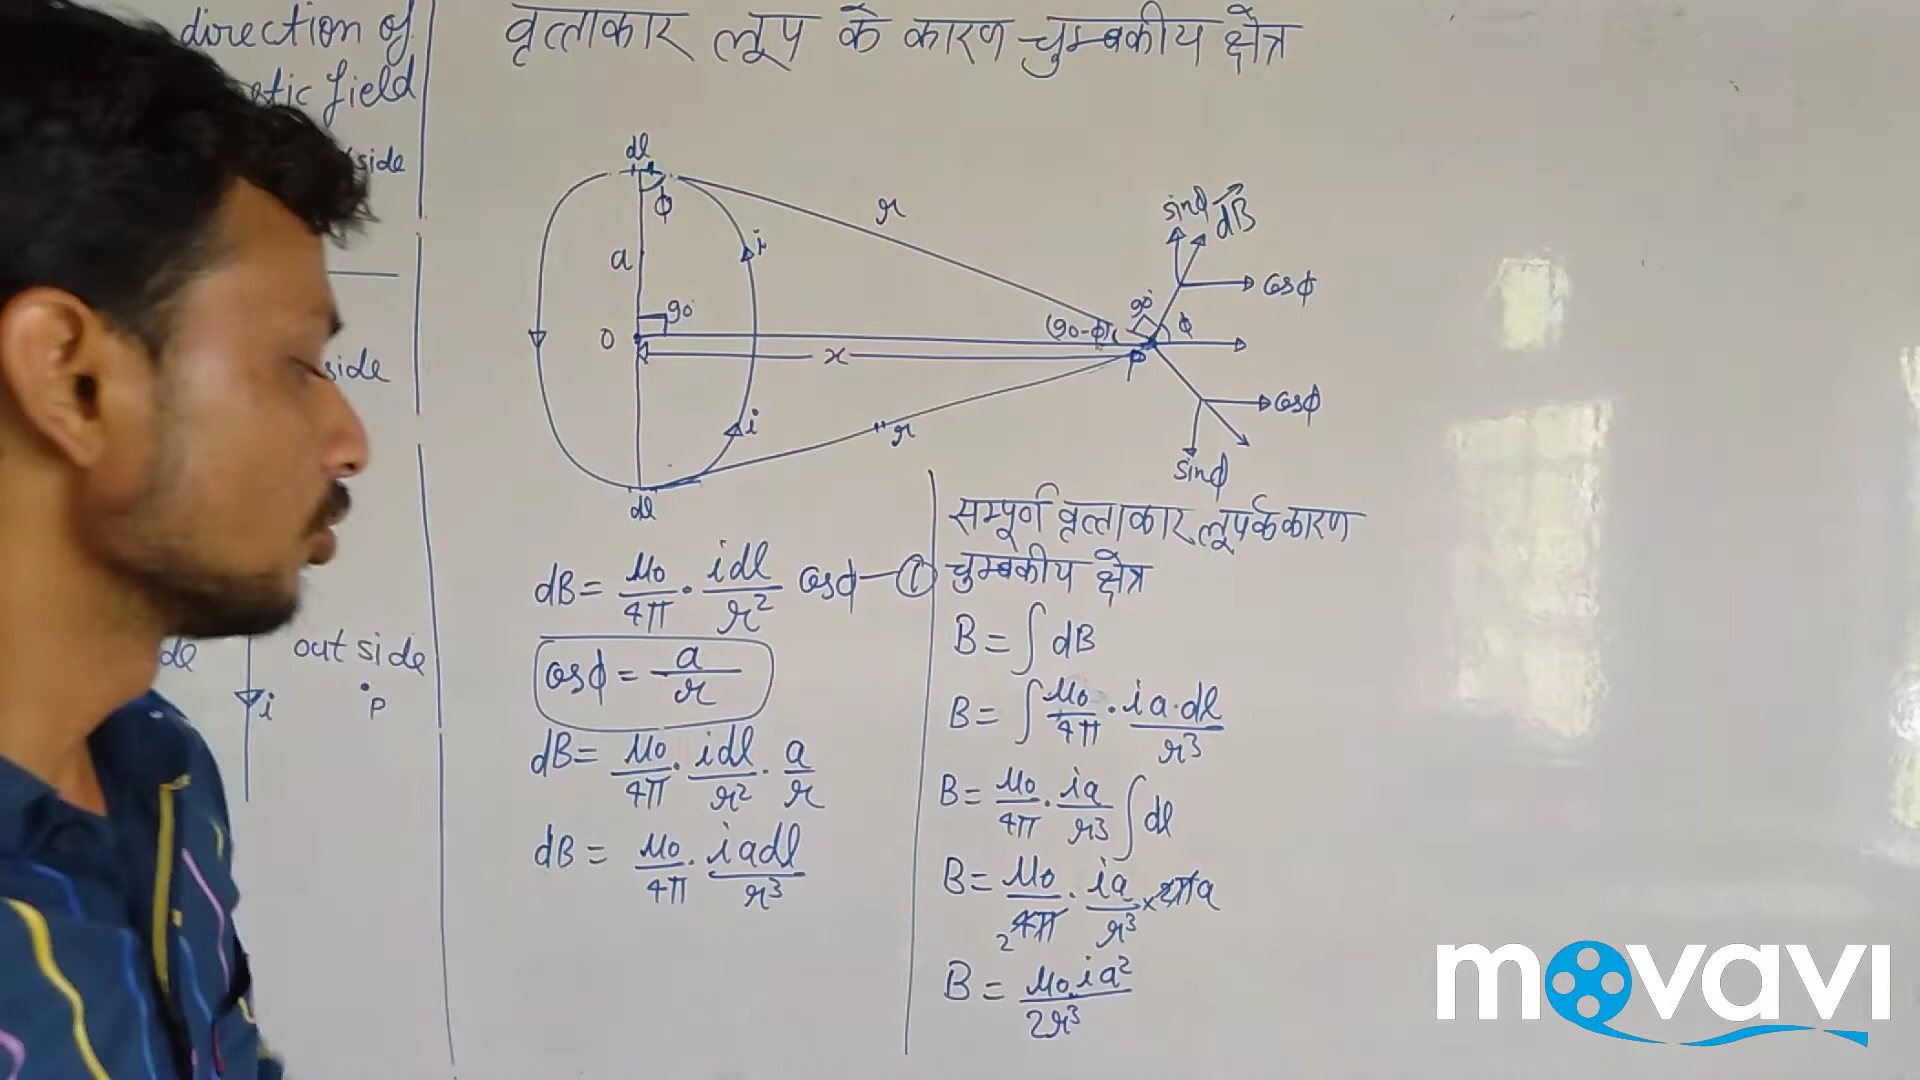 direction of
field
side
side
out side
i
P
वृत्ताकार लूप के कारण चुम्बकीय क्षेत्र
dl
ϕ
r
a
i
90°
0
x
(90-ϕ)
90°
ϕ
P
sinϕ
dB
cosϕ
cosϕ
sinϕ
r
i
dl
dB = μ0/4π · idl/r² cosϕ — ①
cosϕ = a/r
dB = μ0/4π · idl/r² · a/r
dB = μ0/4π · iadl/r³
सम्पूर्ण वृत्ताकार लूप के कारण
चुम्बकीय क्षेत्र
B = ∫ dB
B = ∫ μ0/4π · ia·dl/r³
B = μ0/4π · ia/r³ ∫ dl
B = μ0/4π · ia/r³ × 2πa
2
B = μ0ia²/2r³
movavi